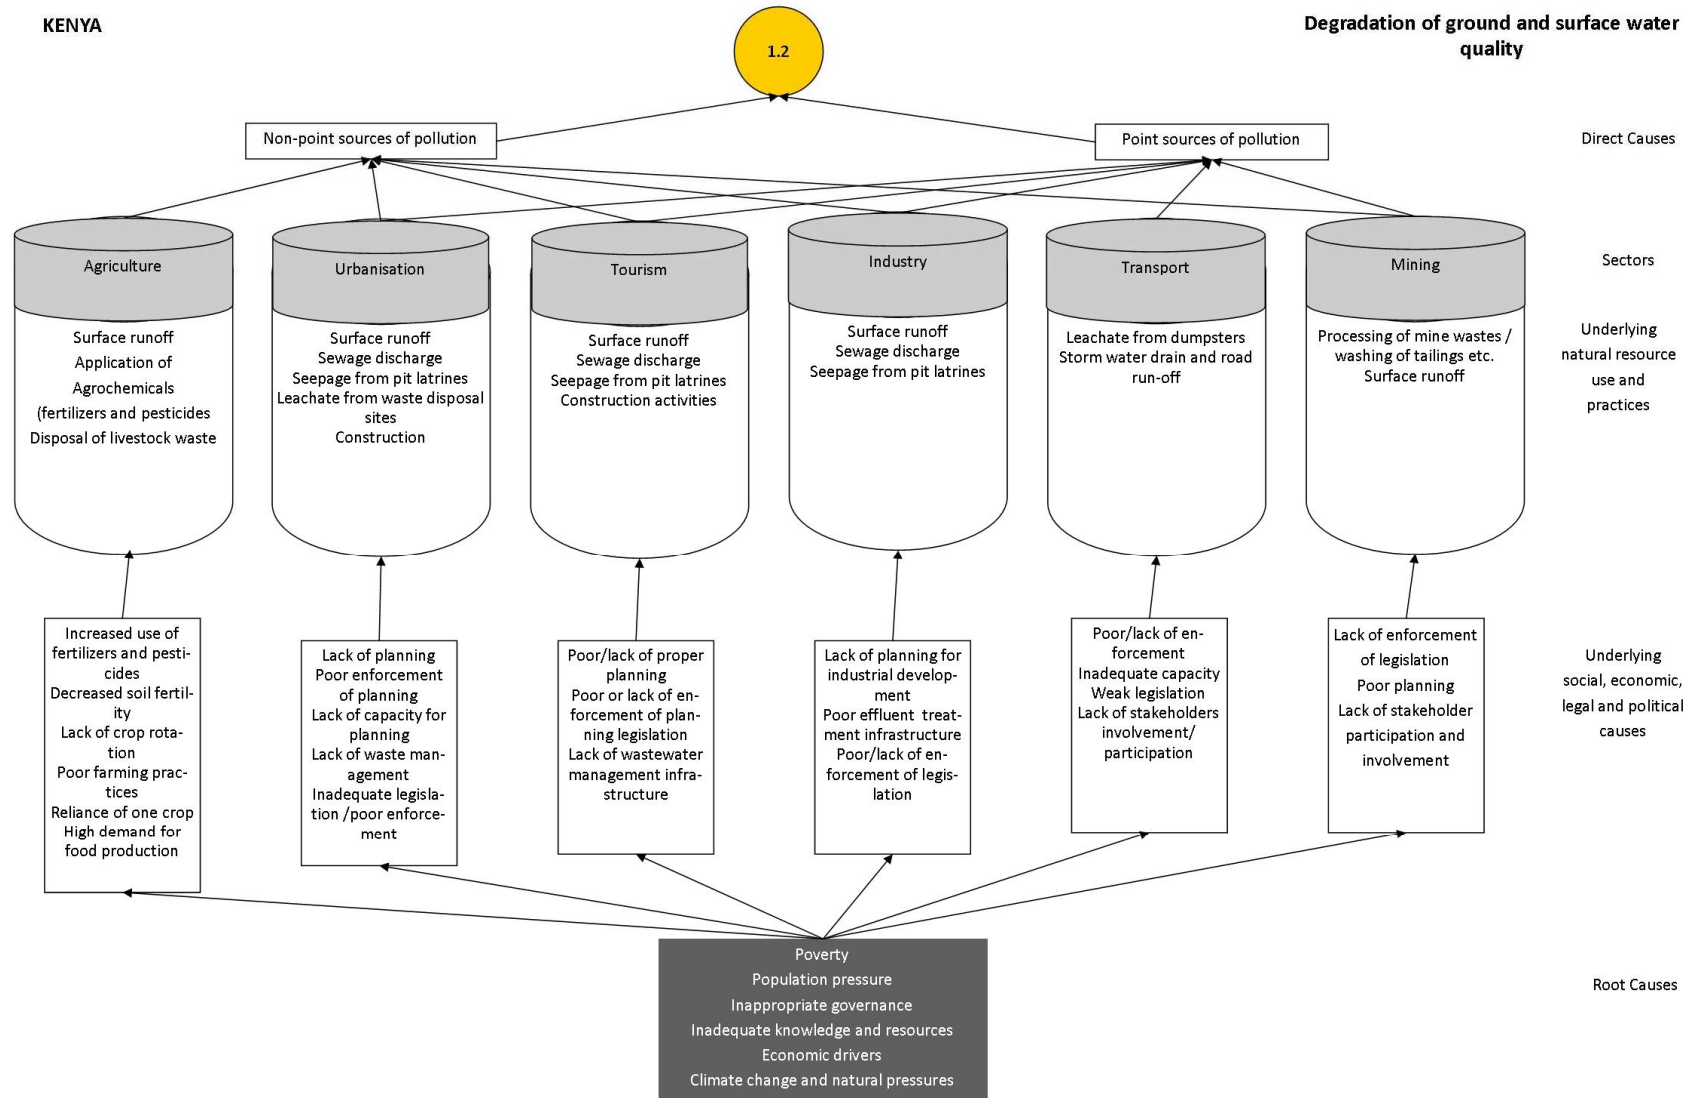 KENYA
Degradation of ground and surface water
quality
1.2
Non-point sources of pollution
Point sources of pollution
Direct Causes
Agriculture
Urbanisation
Tourism
Industry
Transport
Mining
Sectors
Surface runoff
Application of
Agrochemicals
(fertilizers and pesticides
Disposal of livestock waste
Surface runoff
Sewage discharge
Seepage from pit latrines
Leachate from waste disposal
sites
Construction
Surface runoff
Sewage discharge
Seepage from pit latrines
Construction activities
Surface runoff
Sewage discharge
Seepage from pit latrines
Leachate from dumpsters
Storm water drain and road
run-off
Processing of mine wastes /
washing of tailings etc.
Surface runoff
Underlying
natural resource
use and
practices
Increased use of
fertilizers and pesti-
cides
Decreased soil fertil-
ity
Lack of crop rota-
tion
Poor farming prac-
tices
Reliance of one crop
High demand for
food production
Lack of planning
Poor enforcement
of planning
Lack of capacity for
planning
Lack of waste man-
agement
Inadequate legisla-
tion /poor enforce-
ment
Poor/lack of proper
planning
Poor or lack of en-
forcement of plan-
ning legislation
Lack of wastewater
management infra-
structure
Lack of planning for
industrial develop-
ment
Poor effluent treat-
ment infrastructure
Poor/lack of en-
forcement of legis-
lation
Poor/lack of en-
forcement
Inadequate capacity
Weak legislation
Lack of stakeholders
involvement/
participation
Lack of enforcement
of legislation
Poor planning
Lack of stakeholder
participation and
involvement
Underlying
social, economic,
legal and political
causes
Poverty
Population pressure
Inappropriate governance
Inadequate knowledge and resources
Economic drivers
Climate change and natural pressures
Root Causes